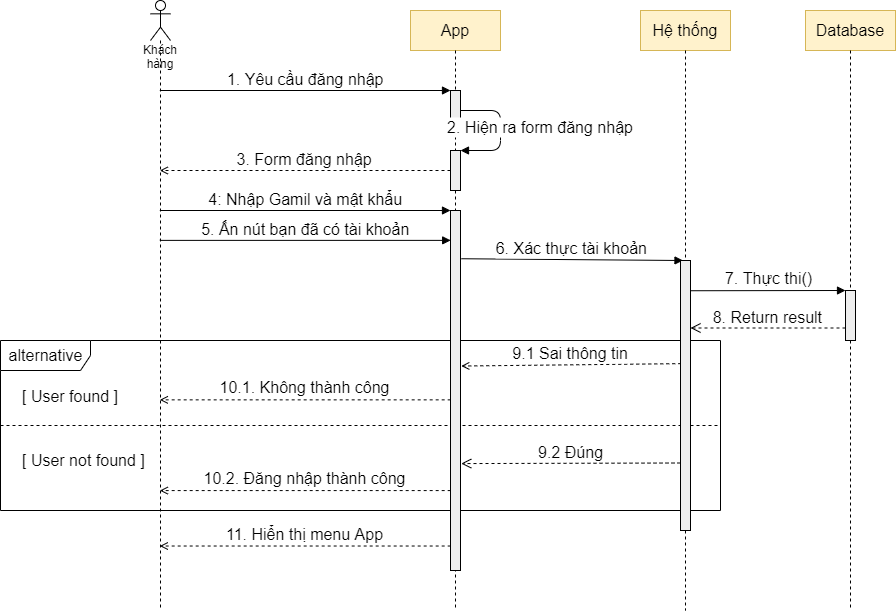 Khách
hàng
App
Hệ thống
Database
1. Yêu cầu đăng nhập
2. Hiện ra form đăng nhập
3. Form đăng nhập
4: Nhập Gamil và mật khẩu
5. Ấn nút bạn đã có tài khoản
6. Xác thực tài khoản
7. Thực thi()
8. Return result
alternative
9.1 Sai thông tin
[ User found ]
10.1. Không thành công
[ User not found ]
9.2 Đúng
10.2. Đăng nhập thành công
11. Hiển thị menu App